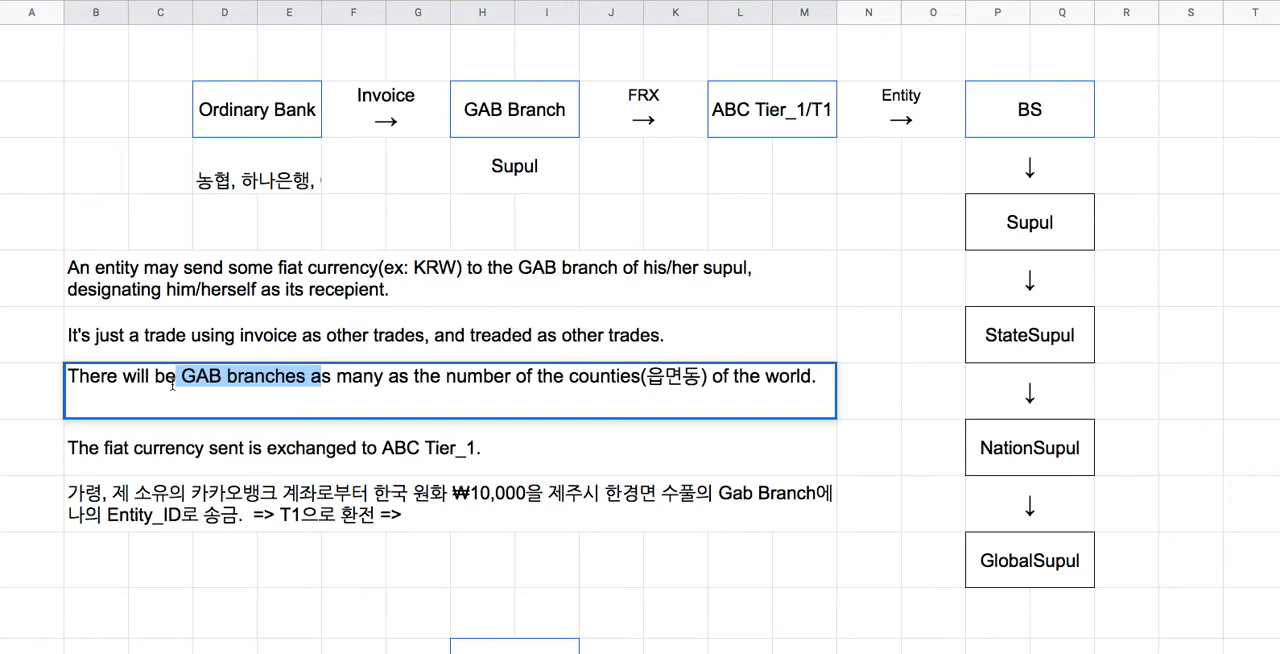 A B C D E F G H I J K L M N O P Q R S T
Ordinary Bank Invoice → GAB Branch FRX → ABC Tier_1/T1 Entity → BS
농협, 하나은행,
Supul
↓
Supul
An entity may send some fiat currency(ex: KRW) to the GAB branch of his/her supul,
designating him/herself as its recepient.
↓
It's just a trade using invoice as other trades, and treaded as other trades.
StateSupul
There will be GAB branches as many as the number of the counties(읍면동) of the world.
↓
The fiat currency sent is exchanged to ABC Tier_1.
NationSupul
가령, 제 소유의 카카오뱅크 계좌로부터 한국 원화 ₩10,000을 제주시 한경면 수풀의 Gab Branch에
나의 Entity_ID로 송금. => T1으로 환전 =>
↓
GlobalSupul